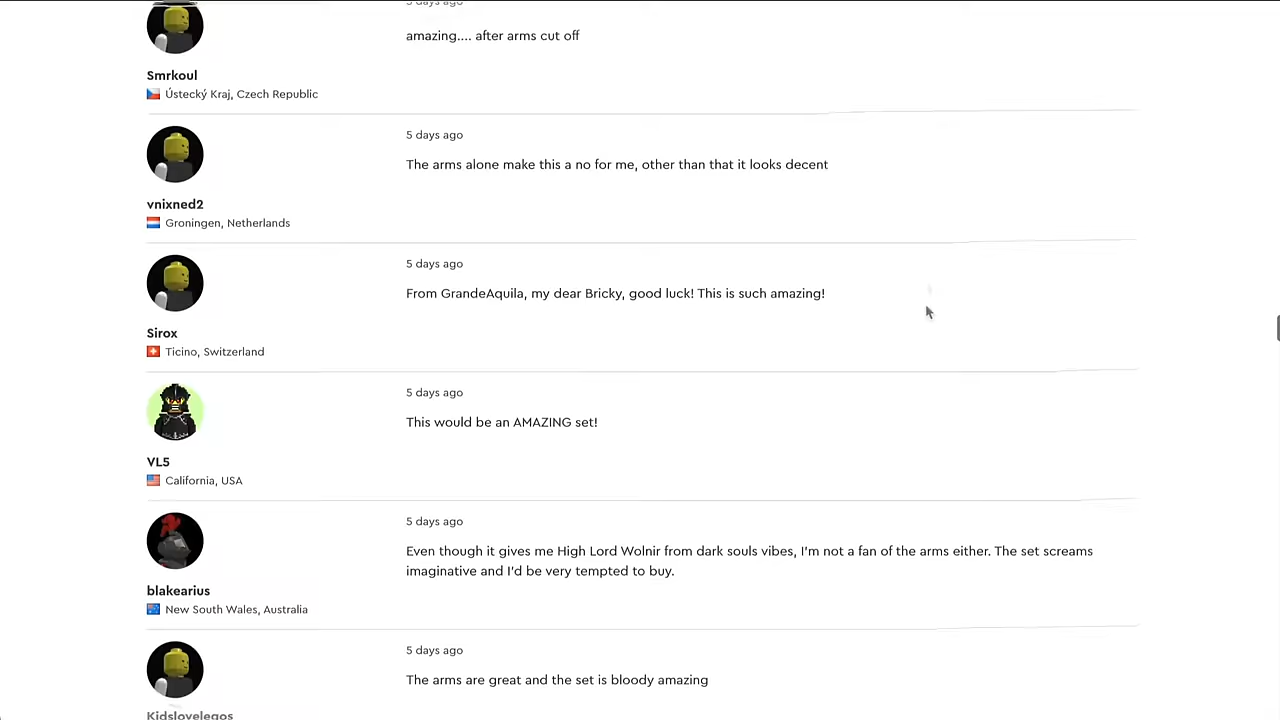 5 days ago
amazing.... after arms cut off
Smrkoul
Ústecký Kraj, Czech Republic
5 days ago
The arms alone make this a no for me, other than that it looks decent
vnixned2
Groningen, Netherlands
5 days ago
From GrandeAquila, my dear Bricky, good luck! This is such amazing!
Sirox
Ticino, Switzerland
5 days ago
This would be an AMAZING set!
VL5
California, USA
5 days ago
Even though it gives me High Lord Wolnir from dark souls vibes, I'm not a fan of the arms either. The set screams
imaginative and I'd be very tempted to buy.
blakearius
New South Wales, Australia
5 days ago
The arms are great and the set is bloody amazing
Kidslovelegos